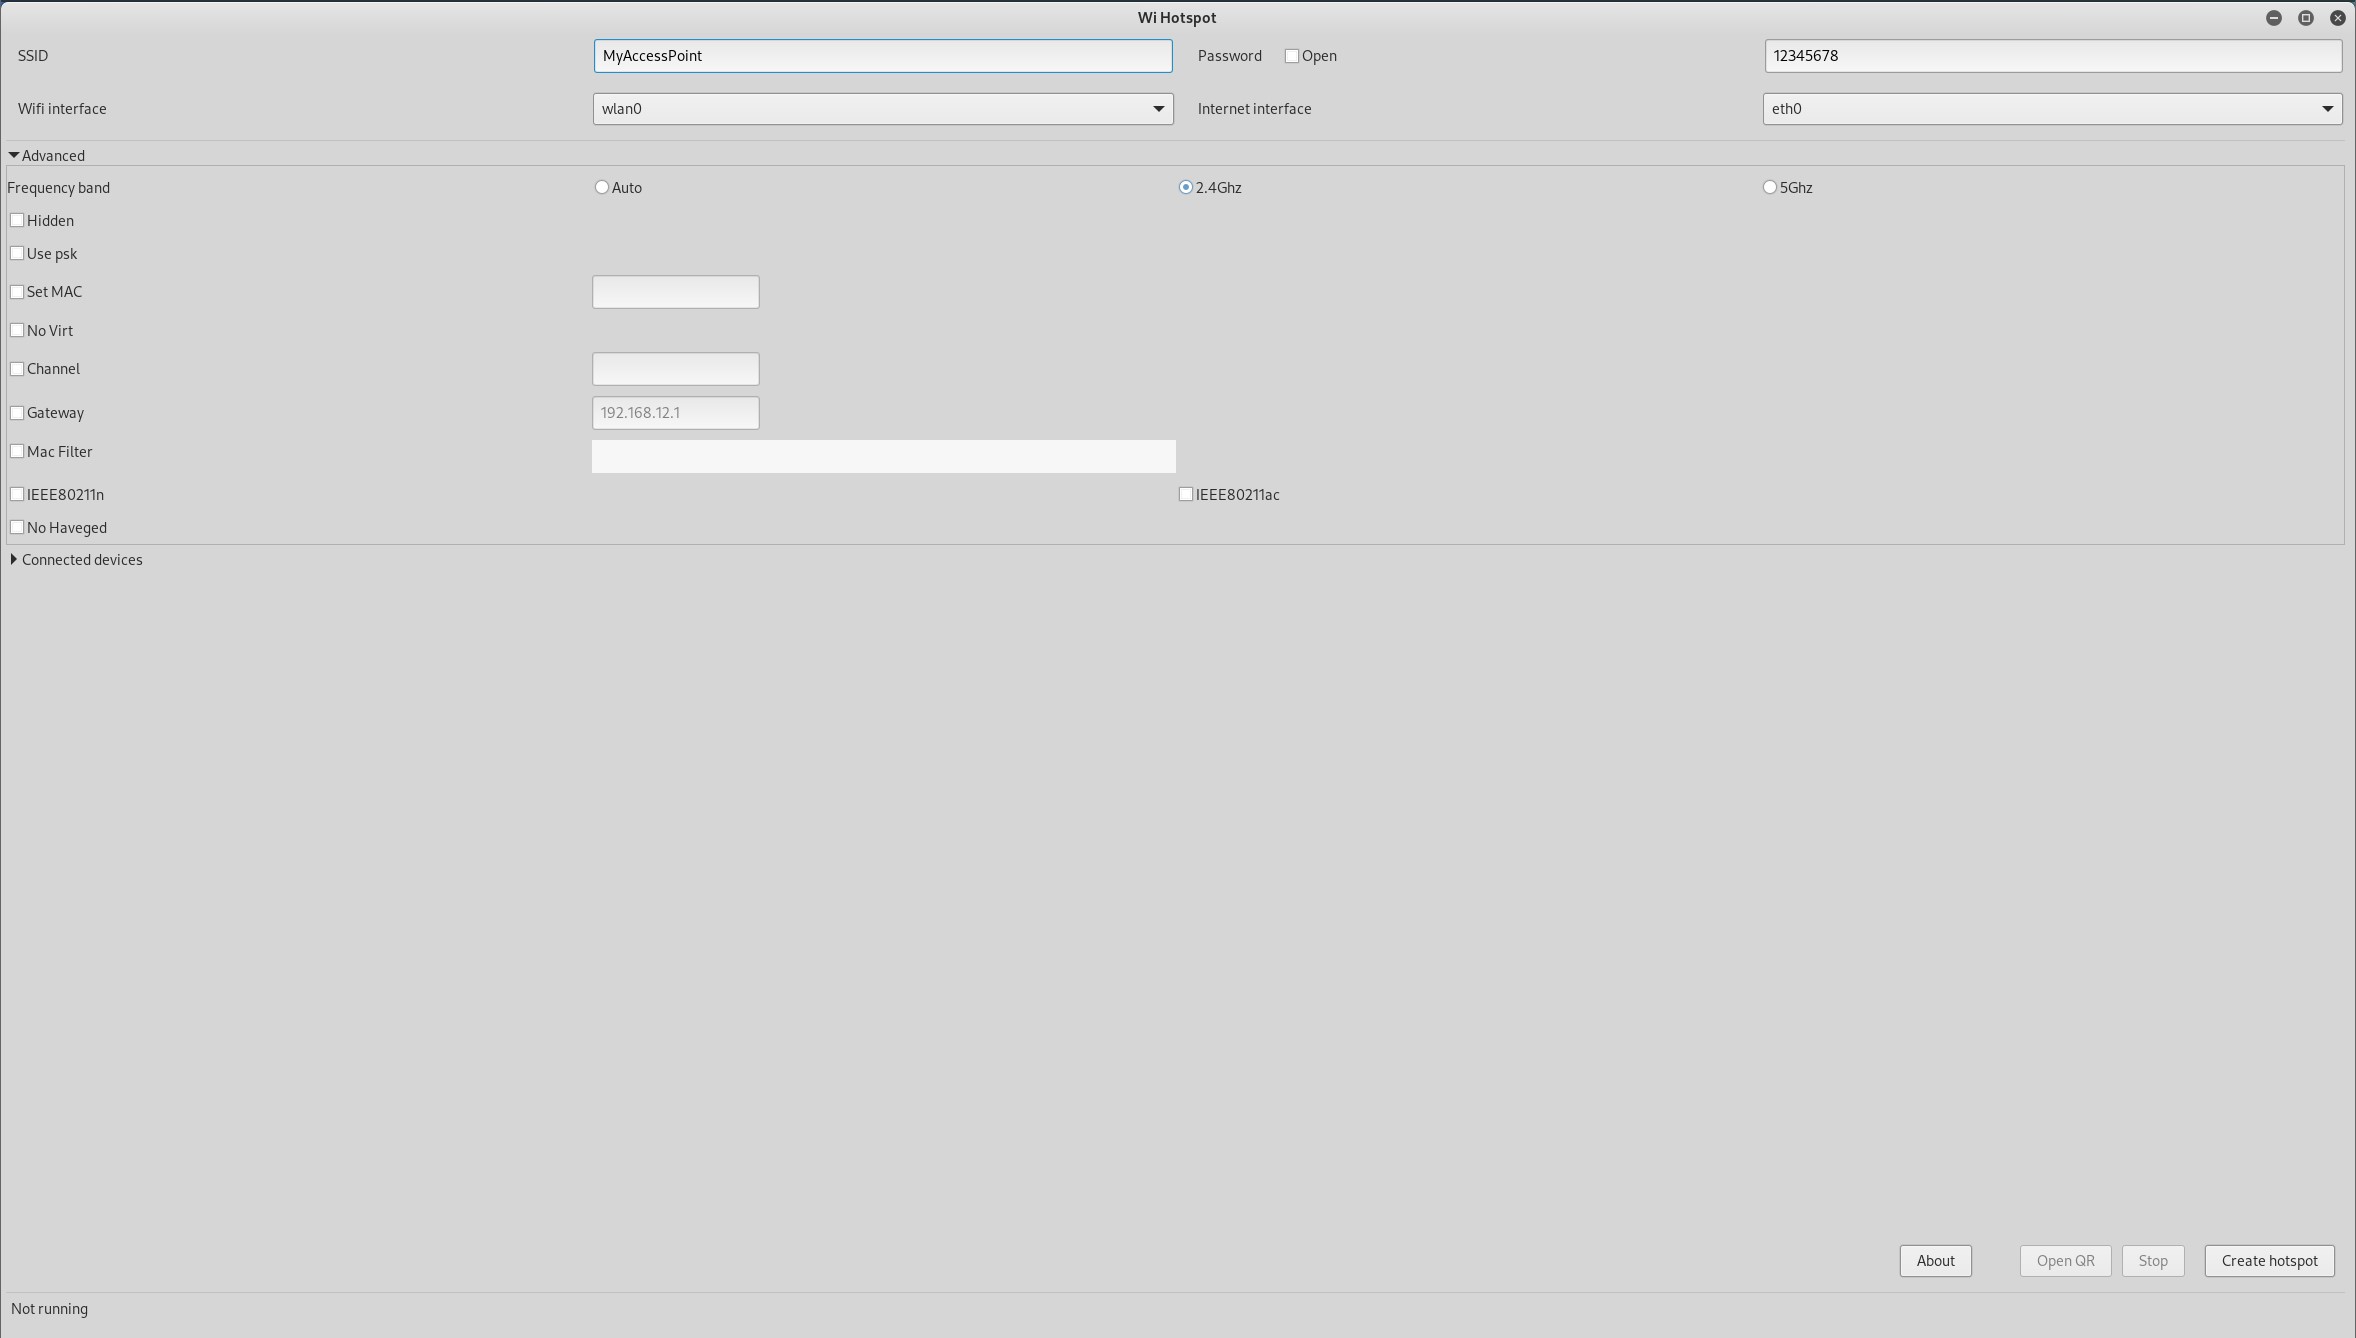 Wi Hotspot
SSID MyAccessPoint Password Open 12345678
Wifi interface wlan0 Internet interface eth0
Advanced
Frequency band Auto 2.4Ghz 5Ghz
Hidden
Use psk
Set MAC
No Virt
Channel
Gateway 192.168.12.1
Mac Filter
IEEE80211n IEEE80211ac
No Haveged
Connected devices
About Open QR Stop Create hotspot
Not running